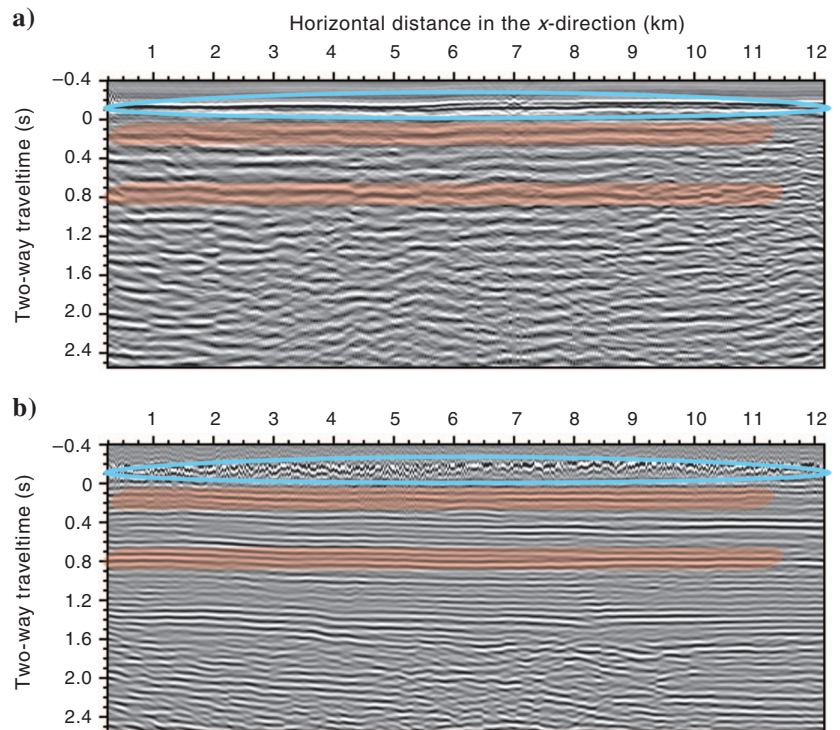 a)
Horizontal distance in the x-direction (km)
1 2 3 4 5 6 7 8 9 10 11 12
Two-way traveltime (s)
−0.4
0
0.4
0.8
1.2
1.6
2.0
2.4
b)
1 2 3 4 5 6 7 8 9 10 11 12
Two-way traveltime (s)
−0.4
0
0.4
0.8
1.2
1.6
2.0
2.4